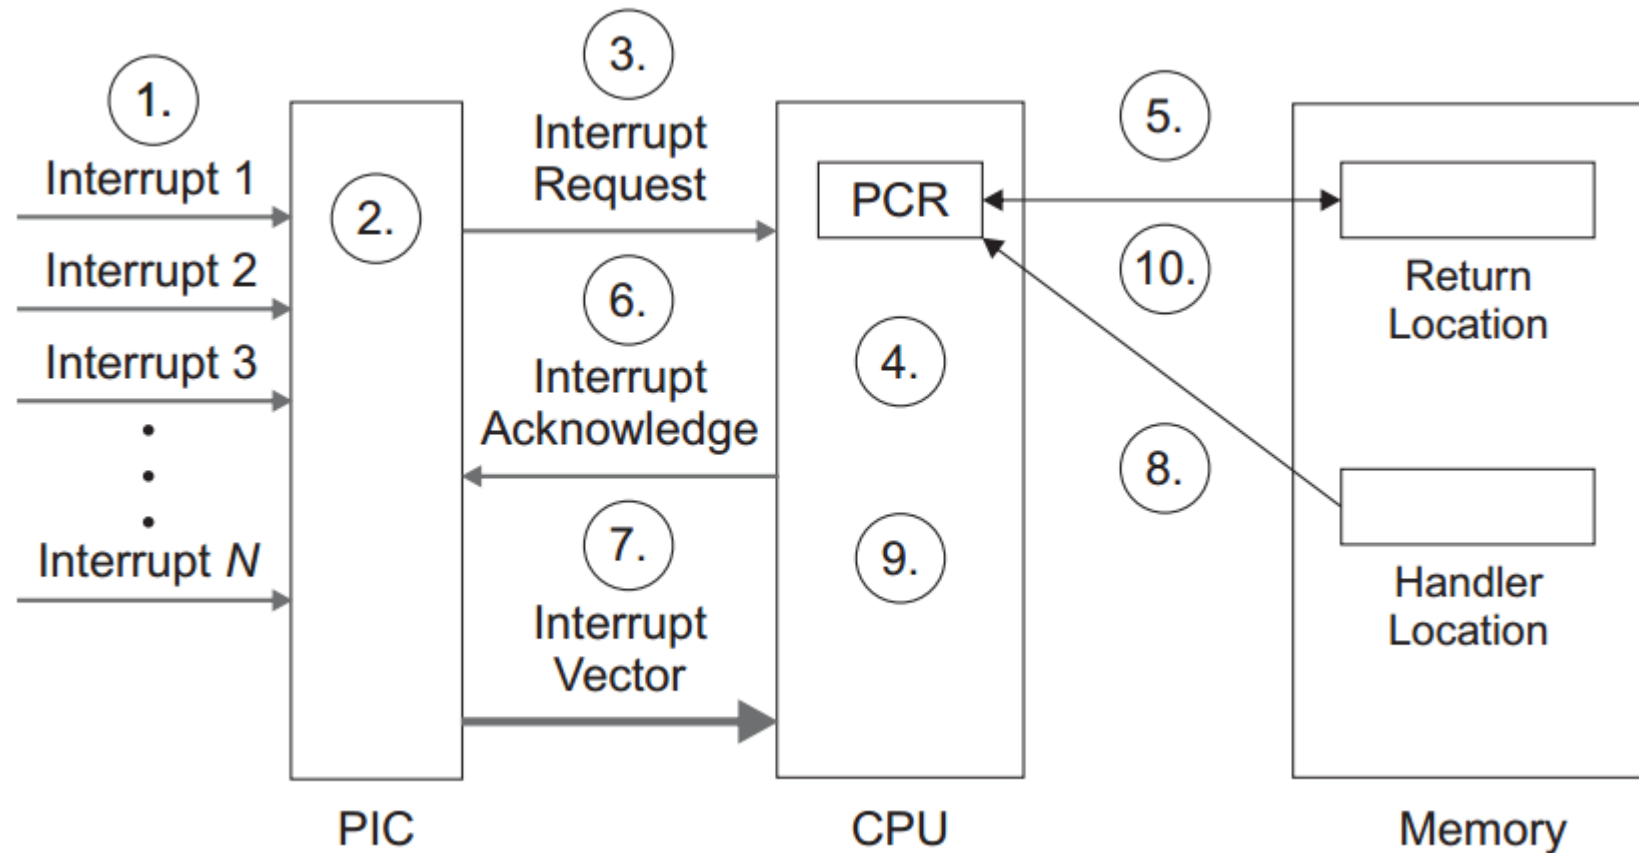 1.
Interrupt 1
Interrupt 2
Interrupt 3
Interrupt N
2.
PIC
3.
Interrupt
Request
6.
Interrupt
Acknowledge
7.
Interrupt
Vector
PCR
4.
9.
CPU
5.
10.
8.
Return
Location
Handler
Location
Memory